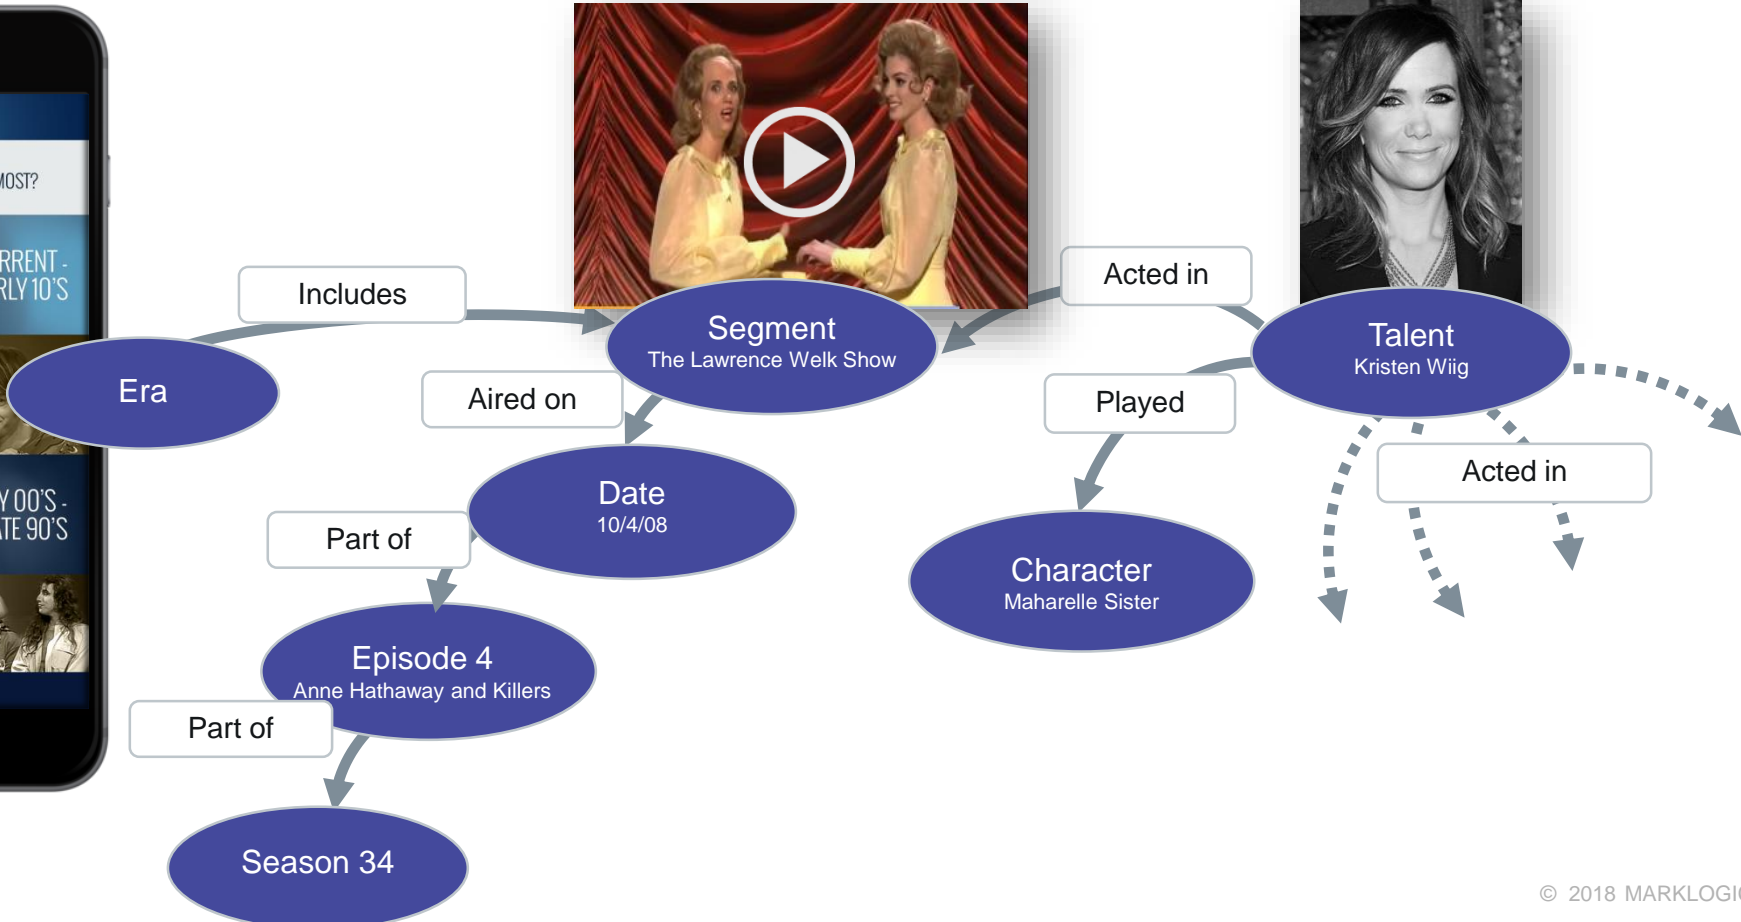 MOST?
RRENT -
RLY 10'S
Y 00'S -
ATE 90'S
Includes
Era
Segment
The Lawrence Welk Show
Acted in
Talent
Kristen Wiig
Aired on
Played
Date
10/4/08
Acted in
Part of
Character
Maharelle Sister
Episode 4
Anne Hathaway and Killers
Part of
Season 34
© 2018 MARKLOGIC